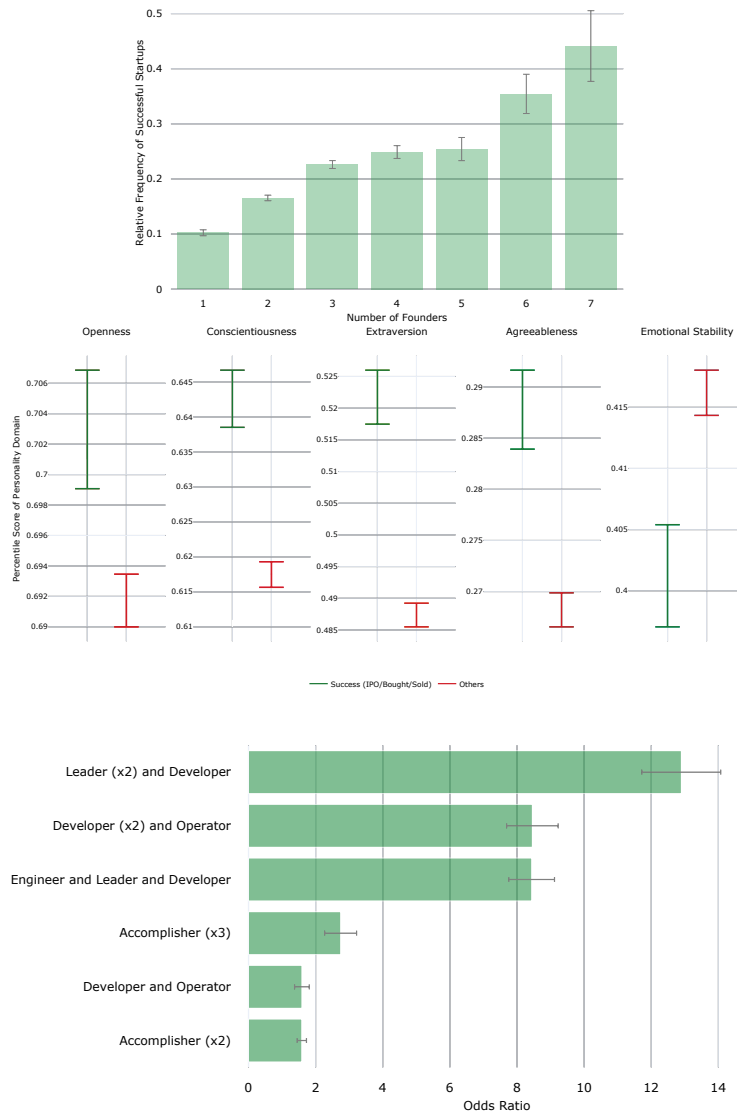 Relative Frequency of Successful Startups
0.5
0.4
0.3
0.2
0.1
0
1 2 3 4 5 6 7
Number of Founders
Openness Conscientiousness Extraversion Agreeableness Emotional Stability
Percentile Score of Personality Domain
0.706
0.704
0.702
0.7
0.698
0.696
0.694
0.692
0.69
0.645
0.64
0.635
0.63
0.625
0.62
0.615
0.61
0.525
0.52
0.515
0.51
0.505
0.5
0.495
0.49
0.485
0.29
0.285
0.28
0.275
0.27
0.415
0.41
0.405
0.4
Success (IPO/Bought/Sold) Others
Leader (x2) and Developer
Developer (x2) and Operator
Engineer and Leader and Developer
Accomplisher (x3)
Developer and Operator
Accomplisher (x2)
0 2 4 6 8 10 12 14
Odds Ratio